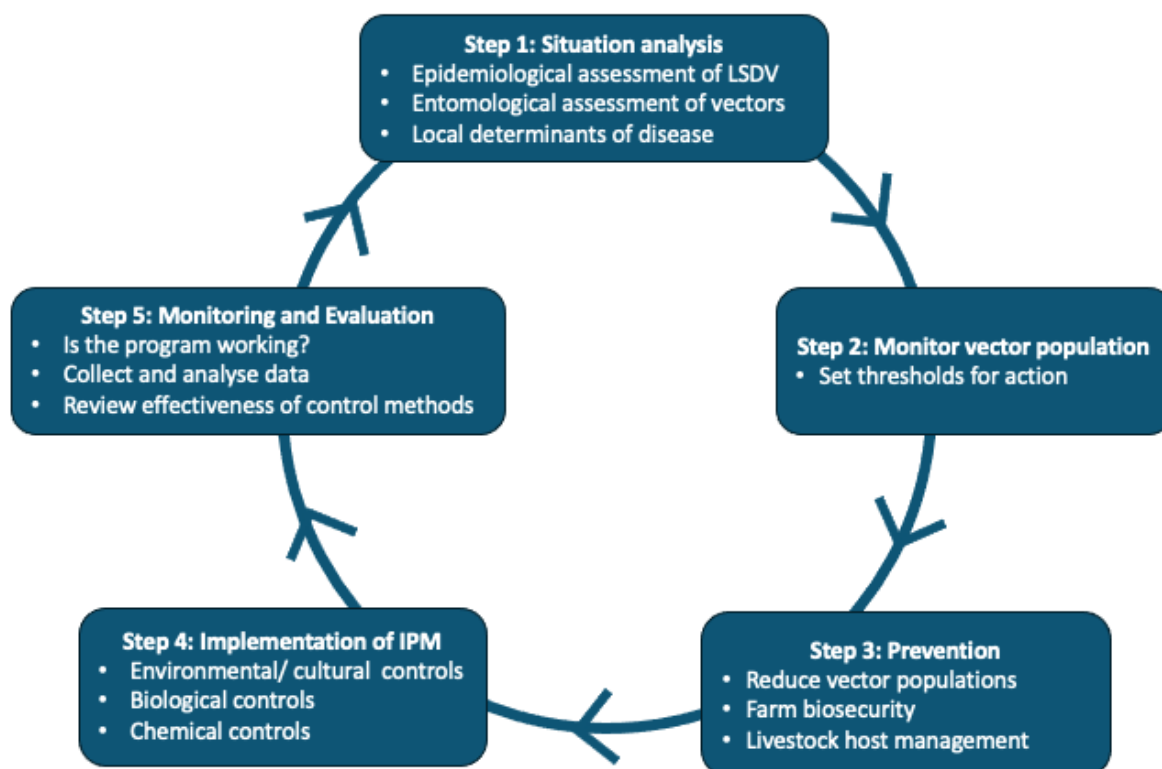 Step 1: Situation analysis
• Epidemiological assessment of LSDV
• Entomological assessment of vectors
• Local determinants of disease
Step 2: Monitor vector population
• Set thresholds for action
Step 3: Prevention
• Reduce vector populations
• Farm biosecurity
• Livestock host management
Step 4: Implementation of IPM
• Environmental/ cultural controls
• Biological controls
• Chemical controls
Step 5: Monitoring and Evaluation
• Is the program working?
• Collect and analyse data
• Review effectiveness of control methods